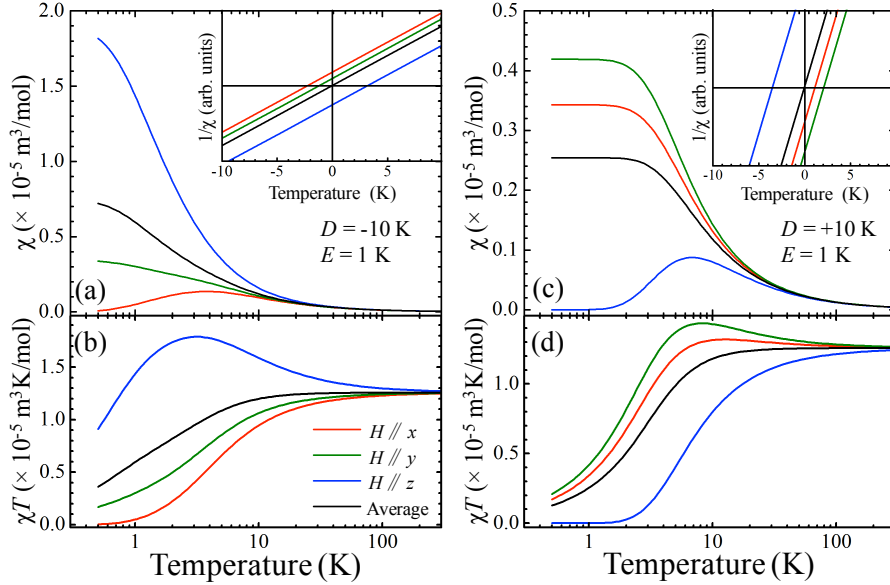 2.0
1.5
1.0
0.5
0.0
χ (× 10⁻⁵ m³/mol)
1/χ (arb. units)
-10 -5 0 5
Temperature (K)
D = -10 K
E = 1 K
(a)
1.5
1.0
0.5
0.0
χT (× 10⁻⁵ m³K/mol)
(b)
H // x
H // y
H // z
Average
1 10 100
Temperature (K)
0.5
0.4
0.3
0.2
0.1
0.0
χ (× 10⁻⁵ m³/mol)
1/χ (arb. units)
-8 -4 0 4 8
Temperature (K)
D = +10 K
E = 1 K
(c)
1.0
0.5
0.0
χT (× 10⁻⁵ m³K/mol)
(d)
1 10 100
Temperature (K)